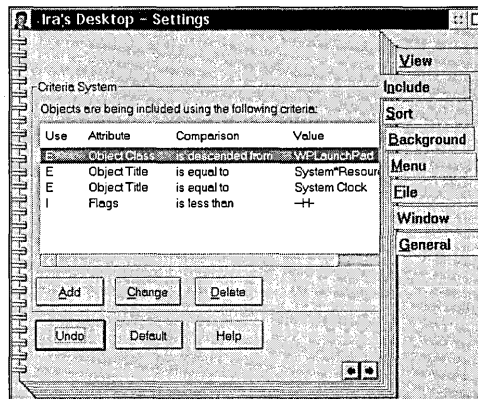 Ira's Desktop – Settings
View
Include
Sort
Background
Menu
File
Window
General
Criteria System
Objects are being included using the following criteria:
Use Attribute Comparison Value
E Object Class is descended from WPLaunchPad
E Object Title is equal to System*Resour
E Object Title is equal to System Clock
I Flags is less than -++
Add Change Delete
Undo Default Help